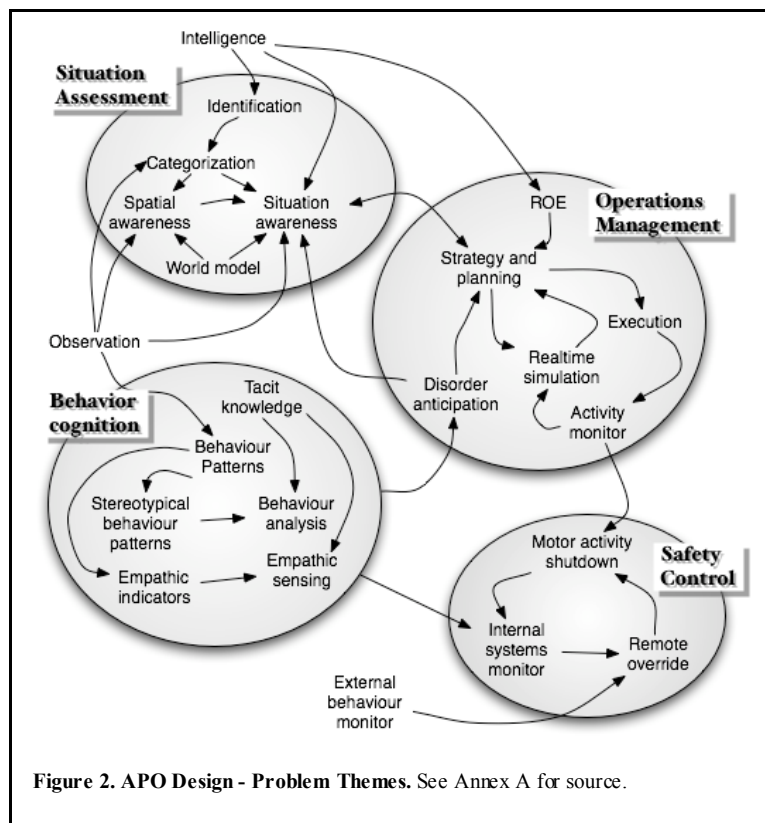 Intelligence
Situation
Assessment
Identification
Categorization
Spatial
awareness
Situation
awareness
World model
ROE
Operations
Management
Strategy and
planning
Execution
Realtime
simulation
Disorder
anticipation
Activity
monitor
Observation
Behavior
cognition
Tacit
knowledge
Behaviour
Patterns
Stereotypical
behaviour
patterns
Behaviour
analysis
Empathic
indicators
Empathic
sensing
Motor activity
shutdown
Safety
Control
Internal
systems
monitor
Remote
override
External
behaviour
monitor
Figure 2. APO Design - Problem Themes. See Annex A for source.